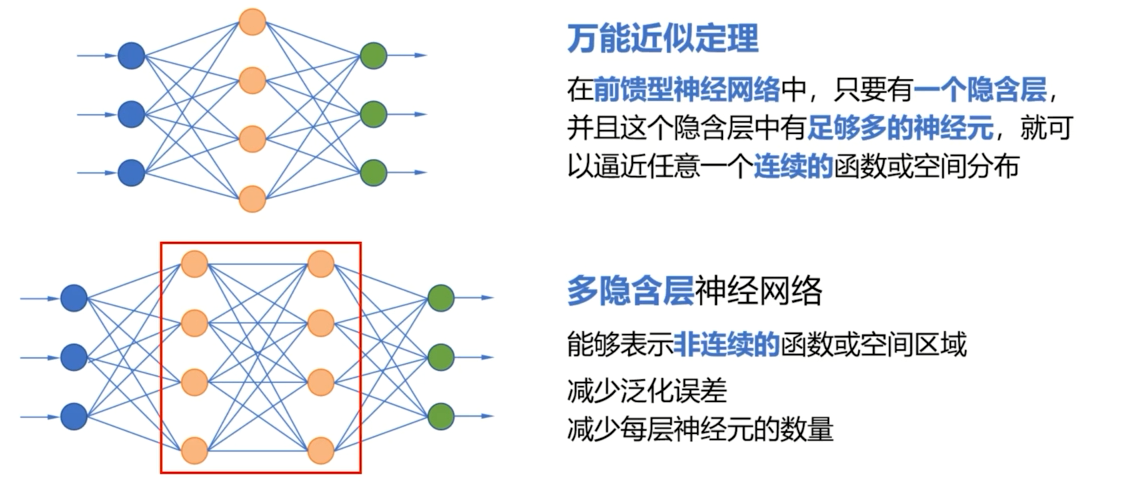 万能近似定理
在前馈型神经网络中，只要有一个隐含层，
并且这个隐含层中有足够多的神经元，就可
以逼近任意一个连续的函数或空间分布
多隐含层神经网络
能够表示非连续的函数或空间区域
减少泛化误差
减少每层神经元的数量